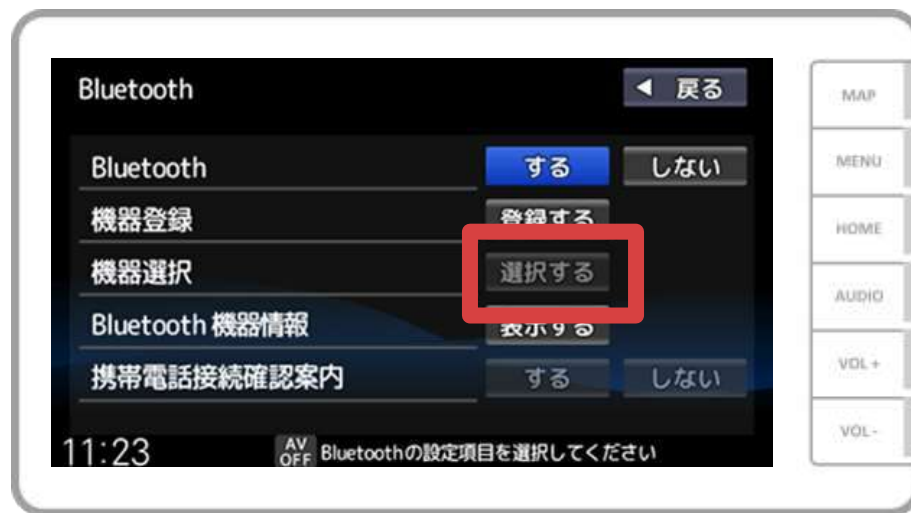 Bluetooth
◀ 戻る
Bluetooth
する
しない
機器登録
登録する
機器選択
選択する
Bluetooth 機器情報
表示する
携帯電話接続確認案内
する
しない
11:23
AV
OFF
Bluetoothの設定項目を選択してください
MAP
MENU
HOME
AUDIO
VOL +
VOL -